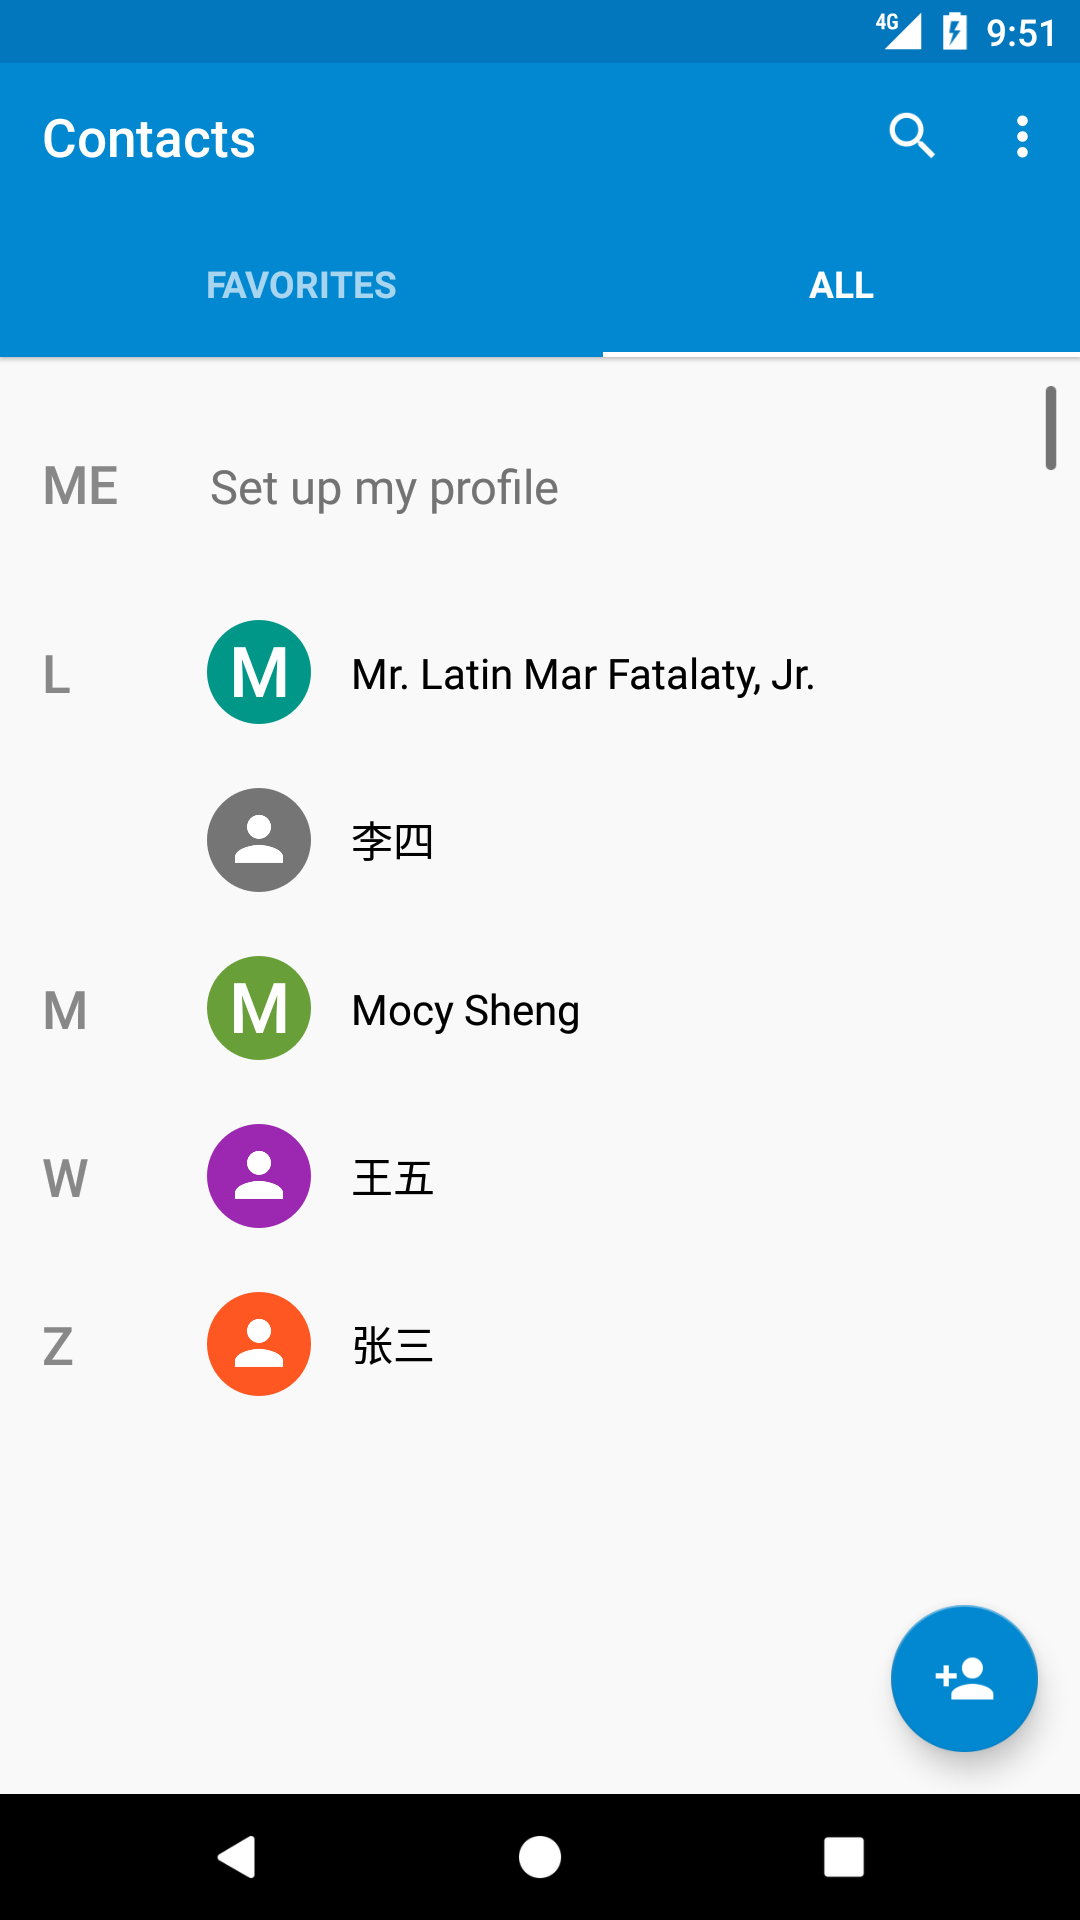 4G 9:51
Contacts
FAVORITES ALL
ME Set up my profile
L M Mr. Latin Mar Fatalaty, Jr.
李四
M M Mocy Sheng
W 王五
Z 张三